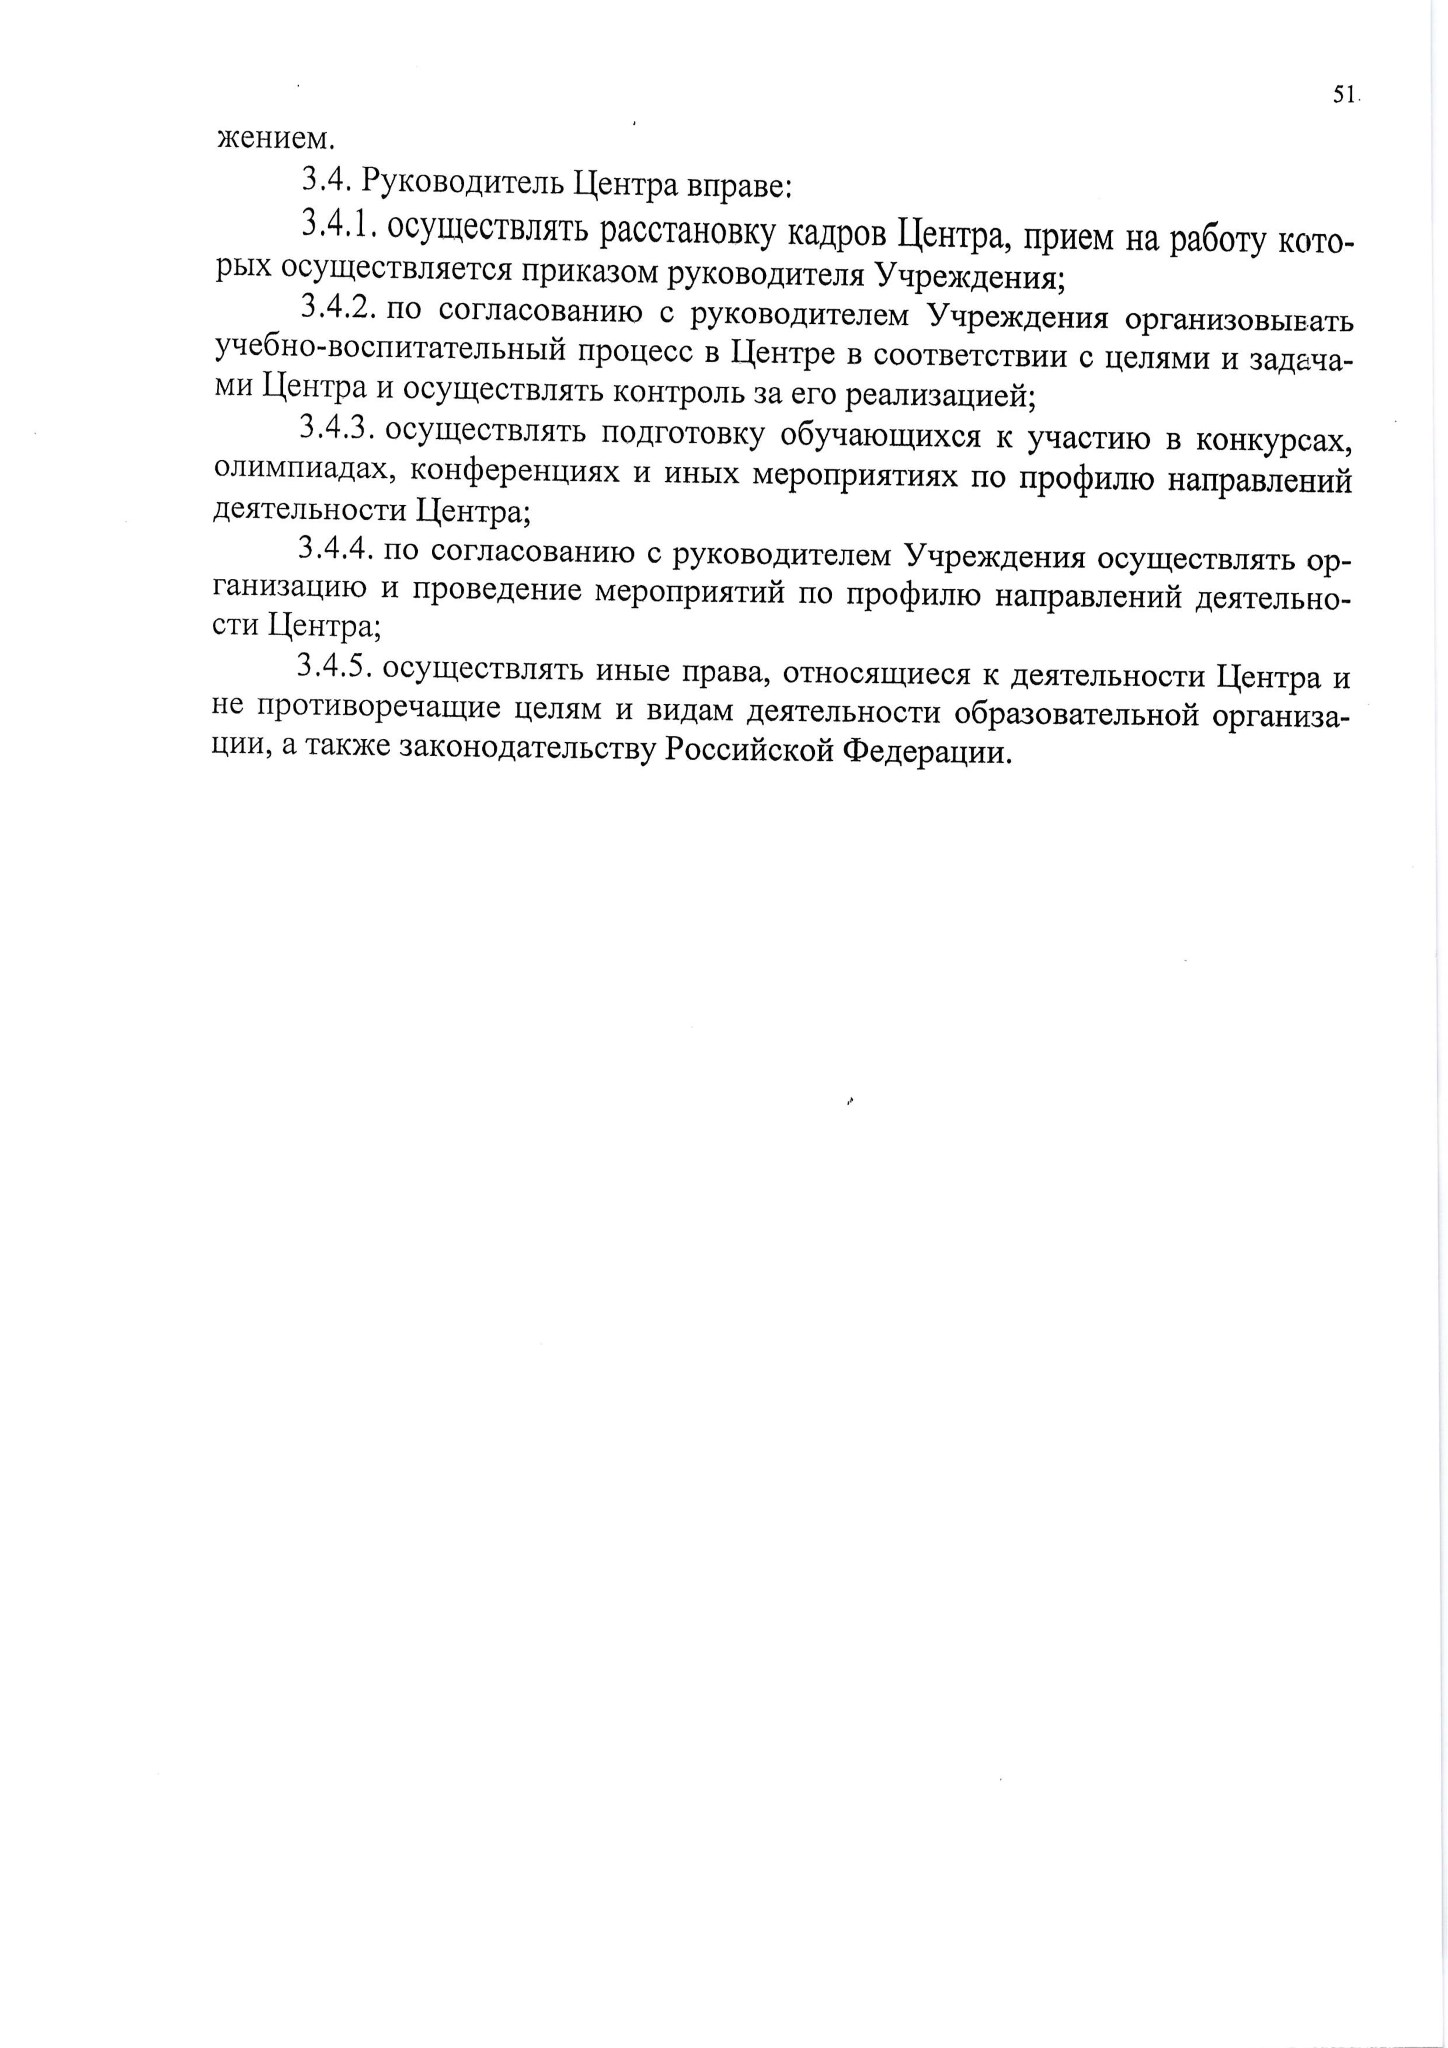 51
жением.
3.4. Руководитель Центра вправе:
3.4.1. осуществлять расстановку кадров Центра, прием на работу кото-
рых осуществляется приказом руководителя Учреждения;
3.4.2. по согласованию с руководителем Учреждения организовывать
учебно-воспитательный процесс в Центре в соответствии с целями и задача-
ми Центра и осуществлять контроль за его реализацией;
3.4.3. осуществлять подготовку обучающихся к участию в конкурсах,
олимпиадах, конференциях и иных мероприятиях по профилю направлений
деятельности Центра;
3.4.4. по согласованию с руководителем Учреждения осуществлять ор-
ганизацию и проведение мероприятий по профилю направлений деятельно-
сти Центра;
3.4.5. осуществлять иные права, относящиеся к деятельности Центра и
не противоречащие целям и видам деятельности образовательной организа-
ции, а также законодательству Российской Федерации.